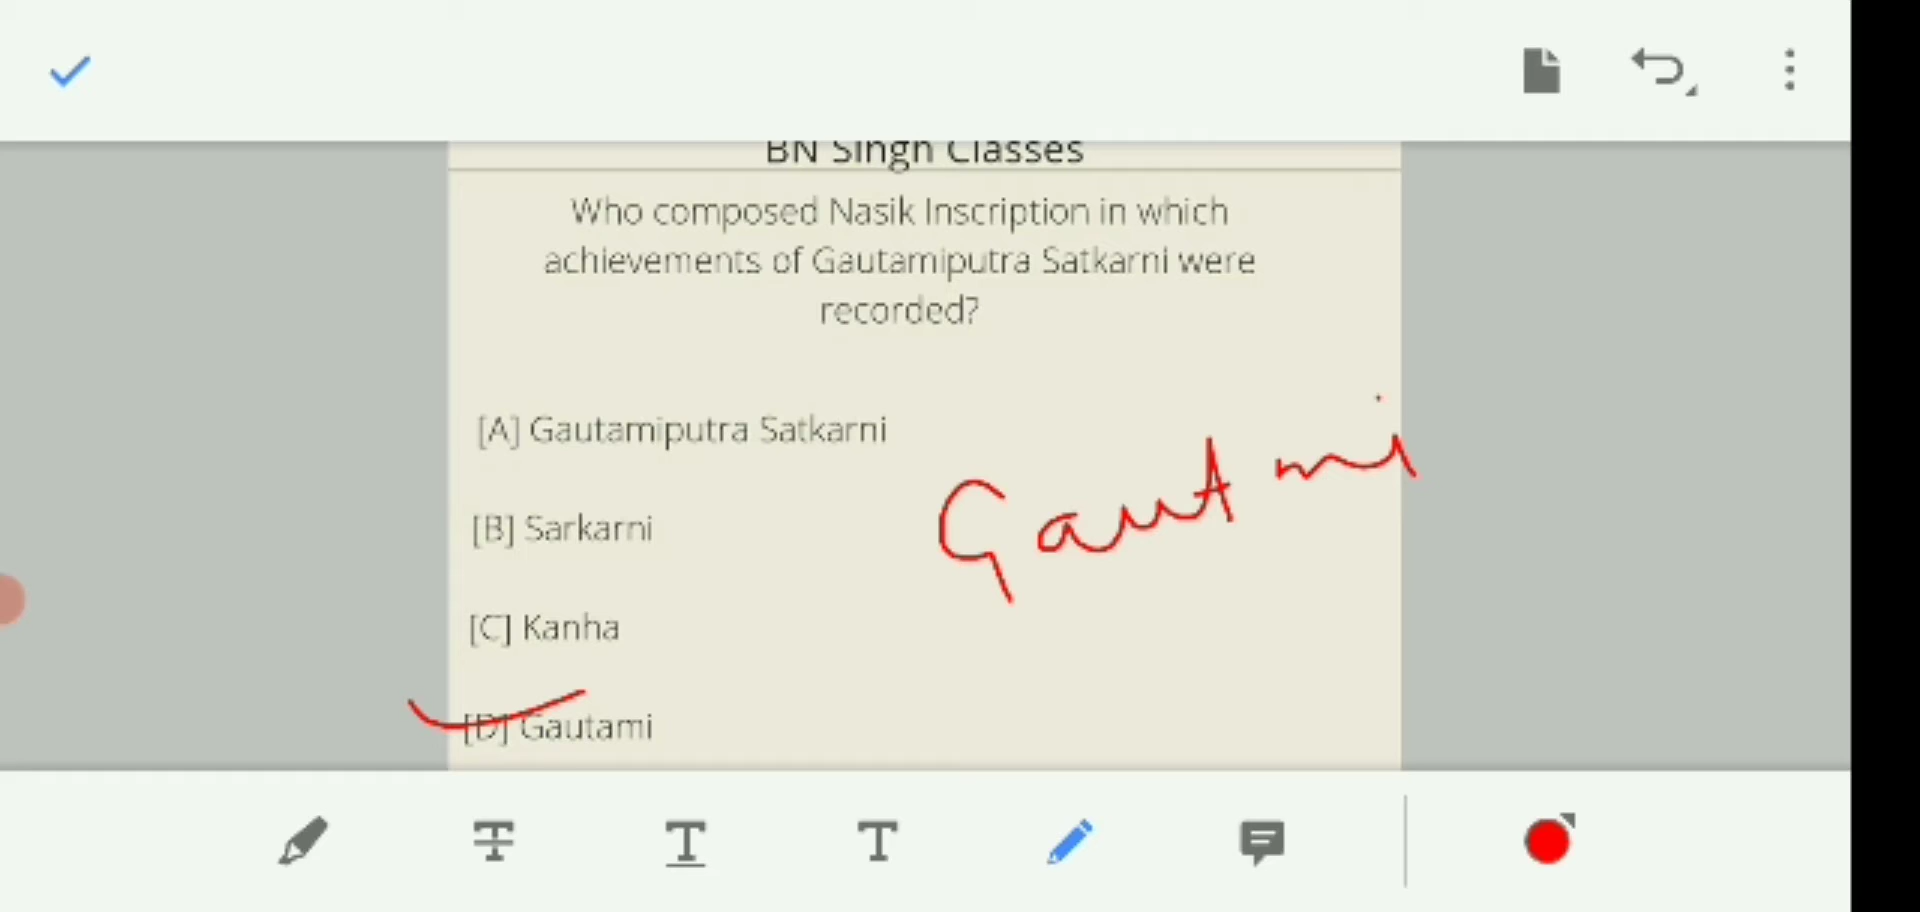 BN Singh Classes
Who composed Nasik Inscription in which
achievements of Gautamiputra Satkarni were
recorded?
[A] Gautamiputra Satkarni
[B] Sarkarni
[C] Kanha
[D] Gautami
Gautmi